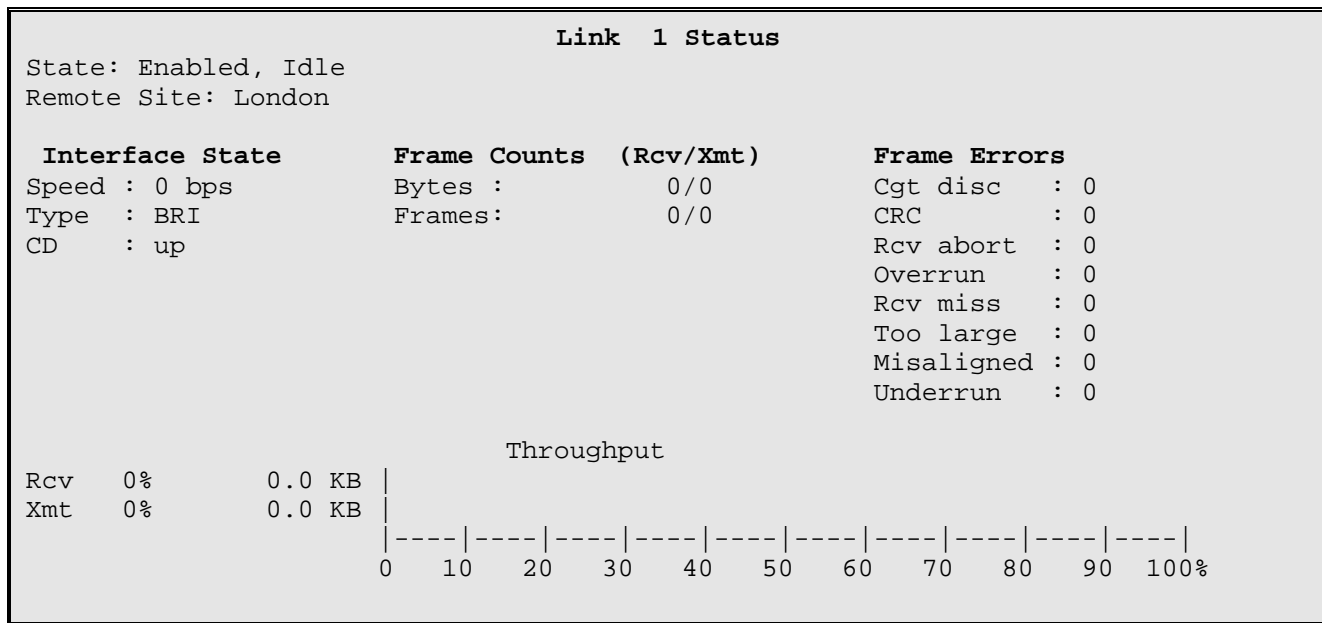 Link  1 Status
State: Enabled, Idle
Remote Site: London
Interface State       Frame Counts  (Rcv/Xmt)       Frame Errors
Speed : 0 bps         Bytes :          0/0          Cgt disc   : 0
Type  : BRI           Frames:          0/0          CRC        : 0
CD    : up                                          Rcv abort  : 0
Overrun    : 0
Rcv miss   : 0
Too large  : 0
Misaligned : 0
Underrun   : 0
Throughput
Rcv   0%       0.0 KB |
Xmt   0%       0.0 KB |
|----|----|----|----|----|----|----|----|----|----|
0   10   20   30   40   50   60   70   80   90  100%